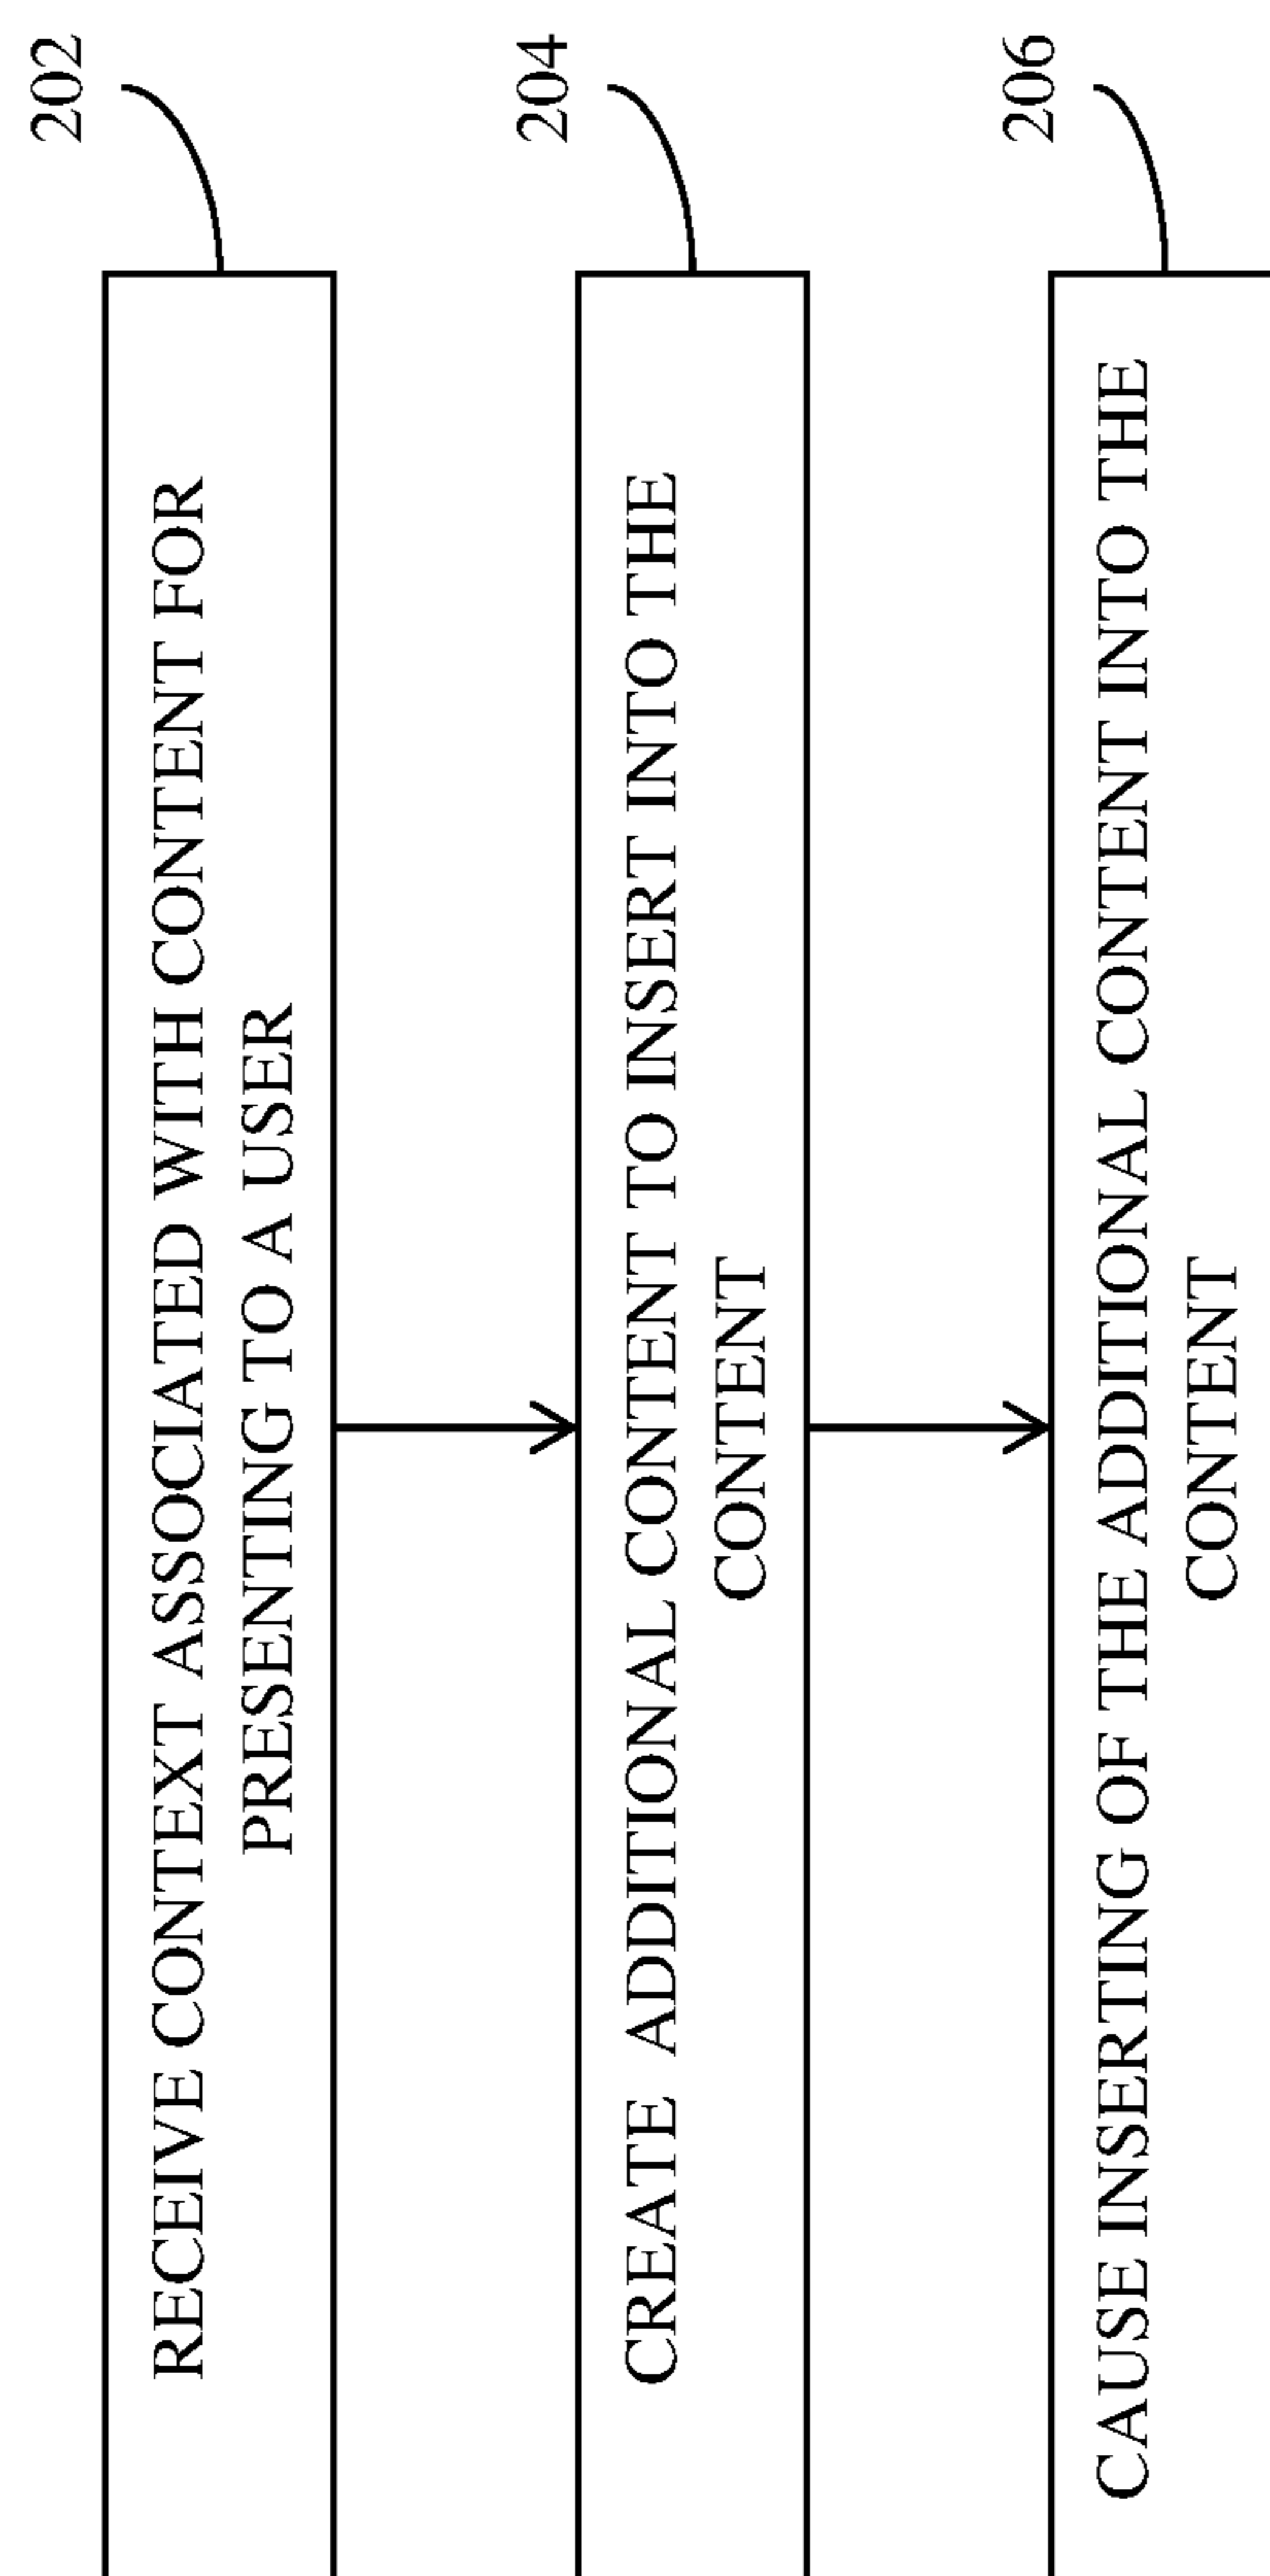 202
RECEIVE CONTEXT ASSOCIATED WITH CONTENT FOR
PRESENTING TO A USER
204
CREATE ADDITIONAL CONTENT TO INSERT INTO THE
CONTENT
206
CAUSE INSERTING OF THE ADDITIONAL CONTENT INTO THE
CONTENT